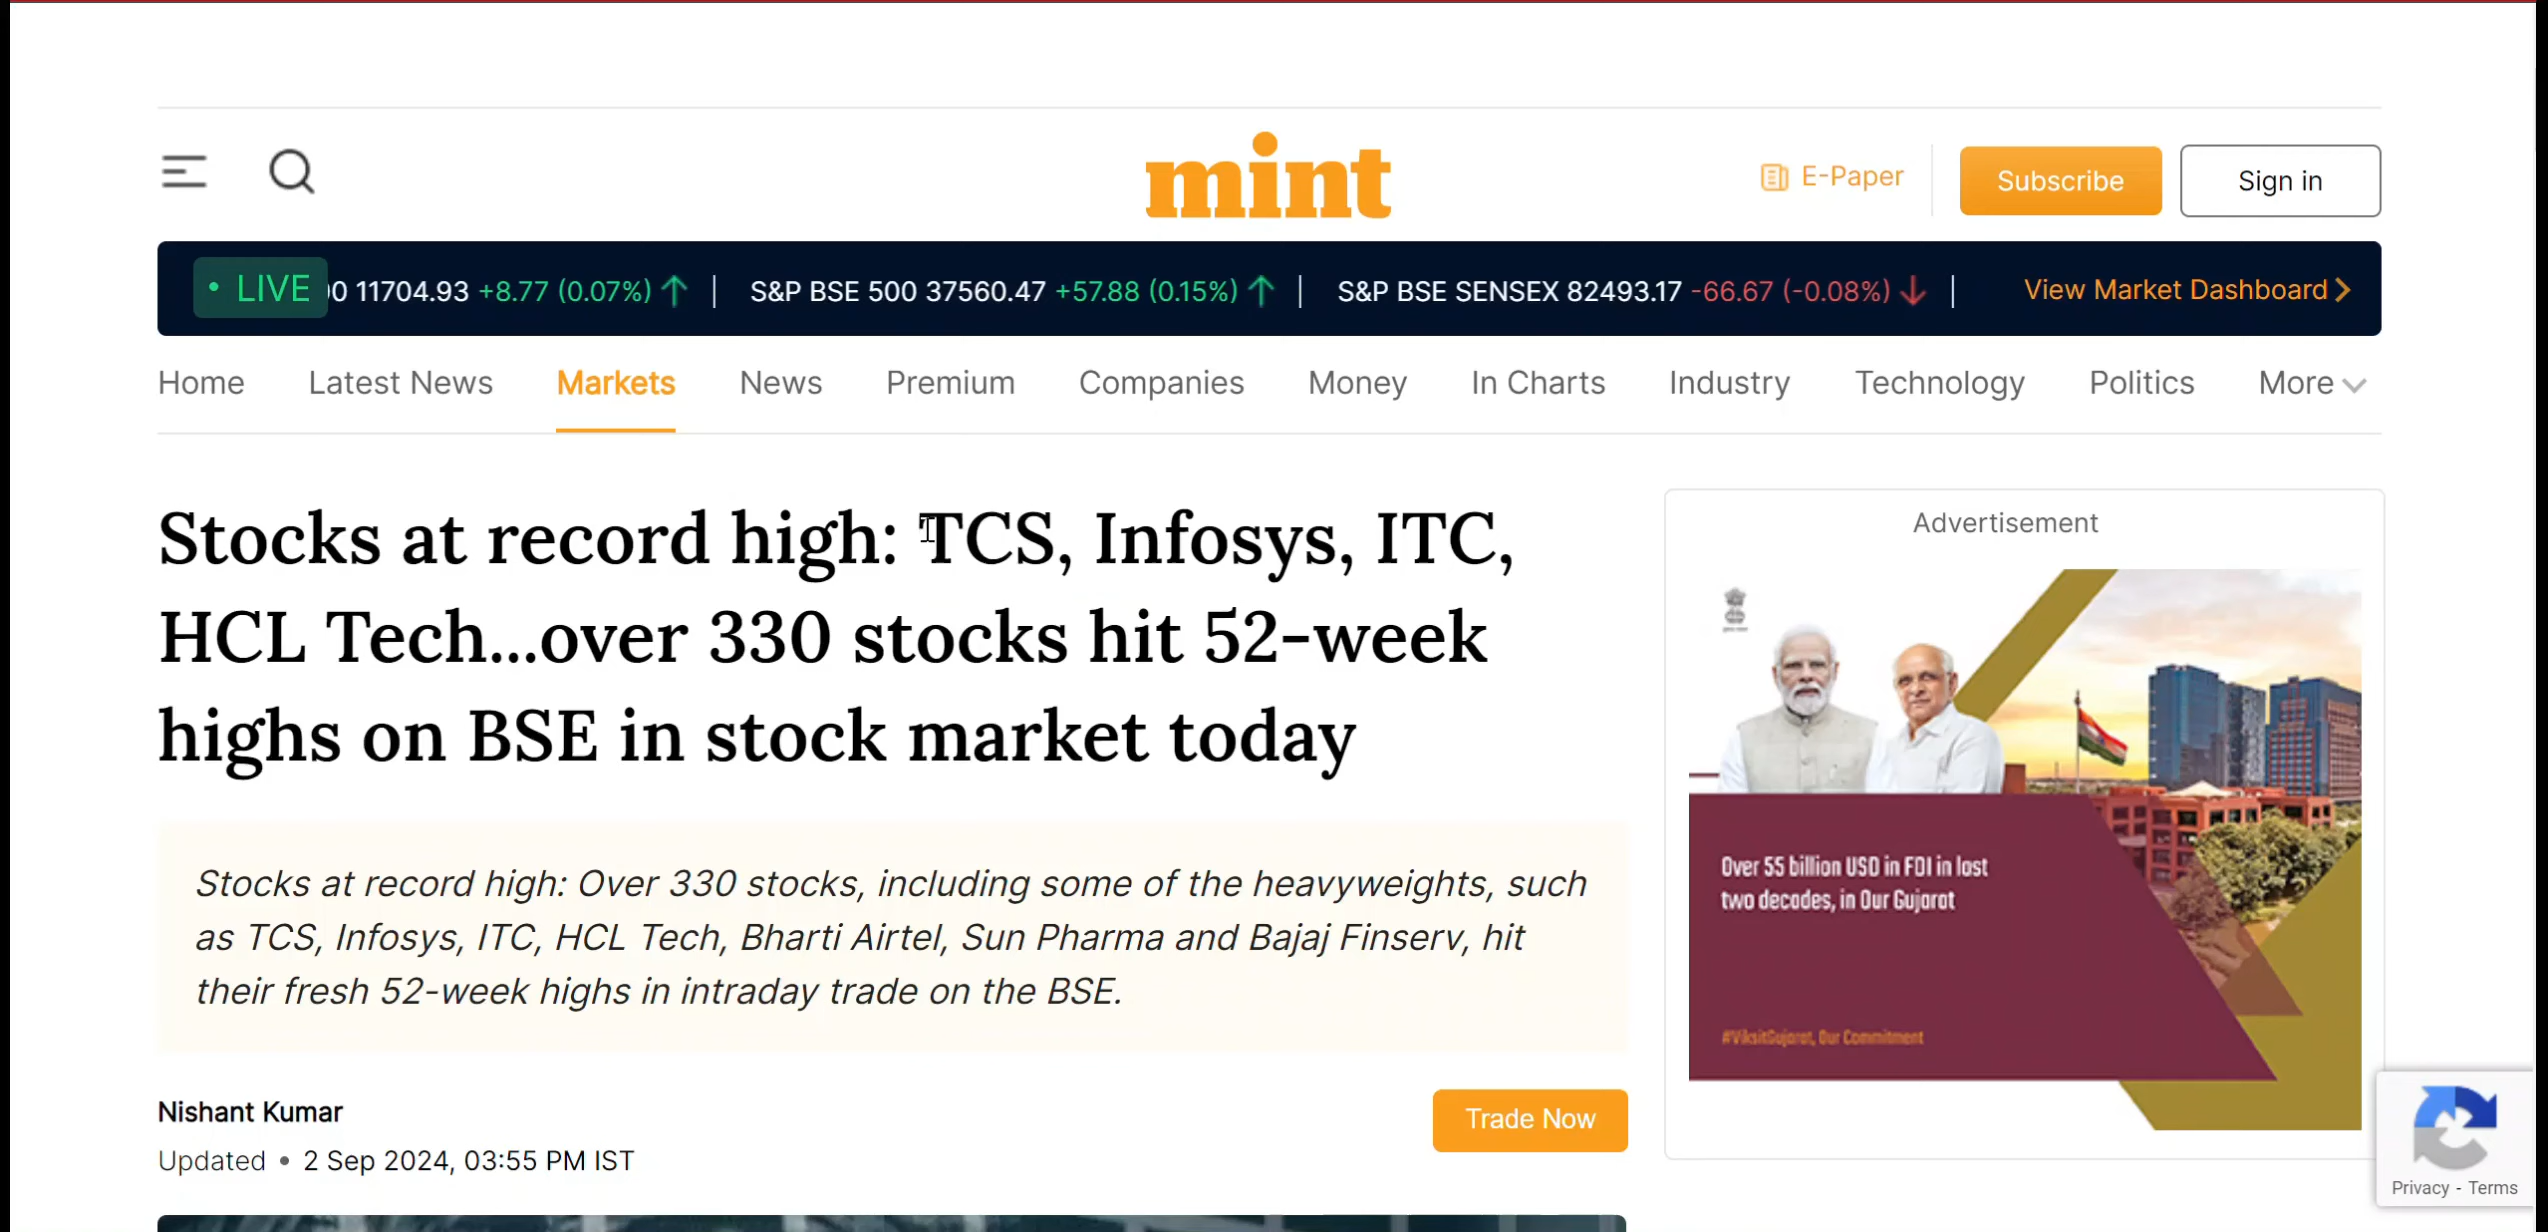 mint
E-Paper
Subscribe
Sign in
LIVE 0 11704.93 +8.77 (0.07%) | S&P BSE 500 37560.47 +57.88 (0.15%) | S&P BSE SENSEX 82493.17 -66.67 (-0.08%) | View Market Dashboard
Home Latest News Markets News Premium Companies Money In Charts Industry Technology Politics More
Stocks at record high: TCS, Infosys, ITC,
HCL Tech...over 330 stocks hit 52-week
highs on BSE in stock market today
Stocks at record high: Over 330 stocks, including some of the heavyweights, such
as TCS, Infosys, ITC, HCL Tech, Bharti Airtel, Sun Pharma and Bajaj Finserv, hit
their fresh 52-week highs in intraday trade on the BSE.
Nishant Kumar
Updated • 2 Sep 2024, 03:55 PM IST
Trade Now
Advertisement
Over 55 billion USD in FDI in last
two decades, in Our Gujarat
#ViksitGujarat, Our Commitment
Privacy - Terms